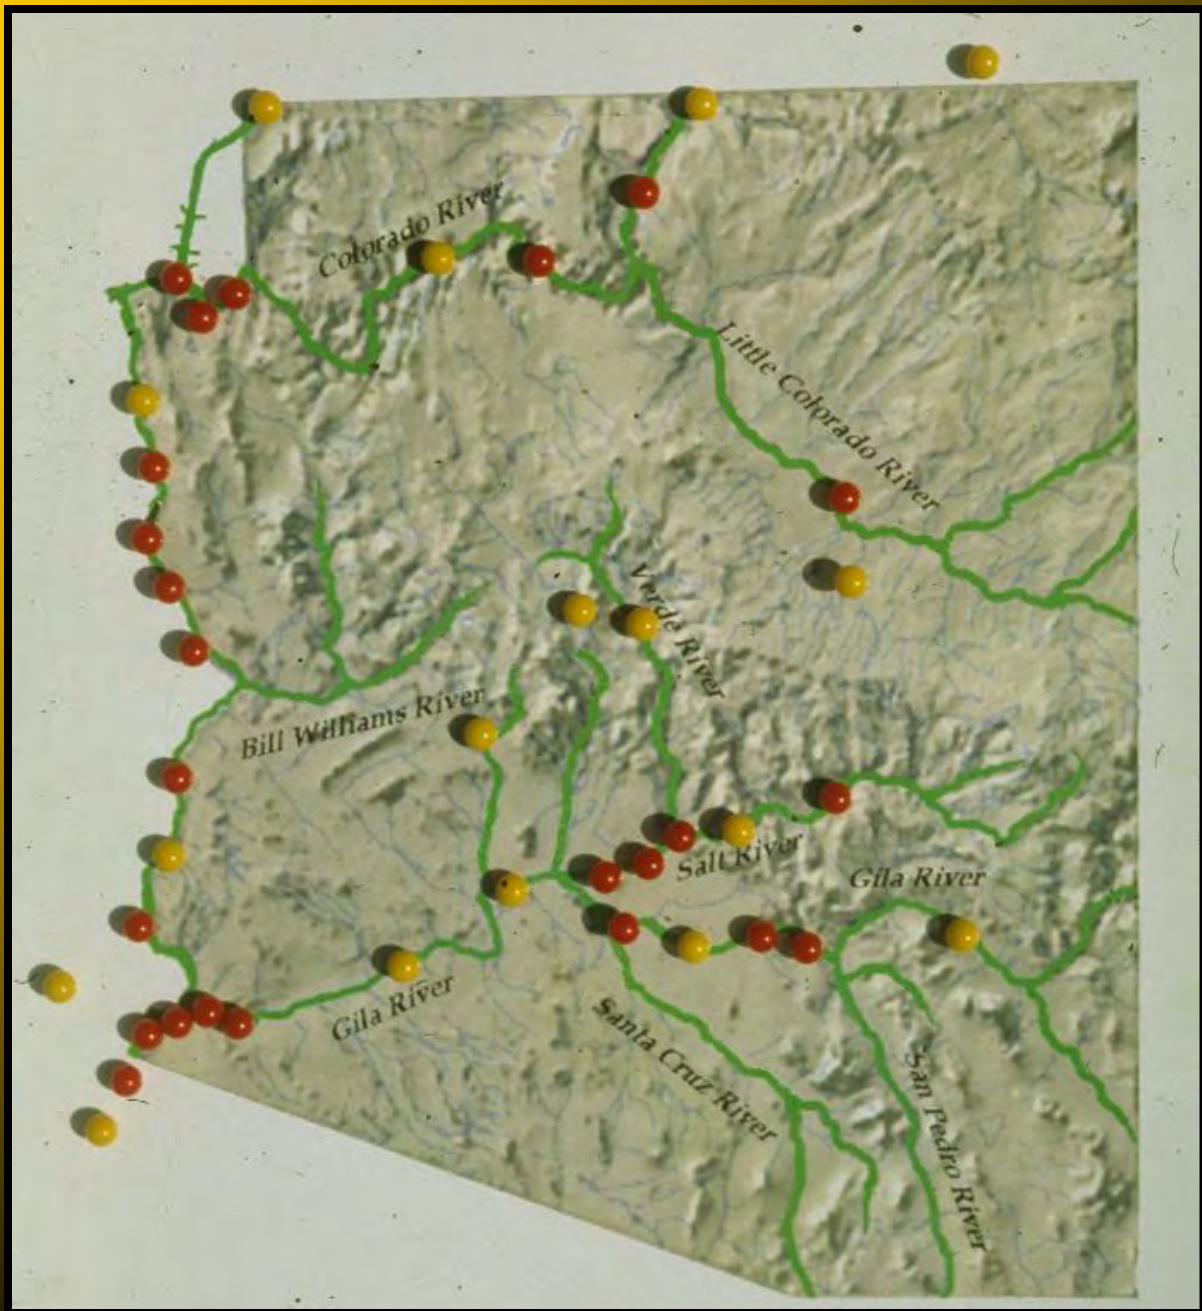 Colorado River
Little Colorado River
Verde River
Bill Williams River
Salt River
Gila River
Gila River
Santa Cruz River
San Pedro River